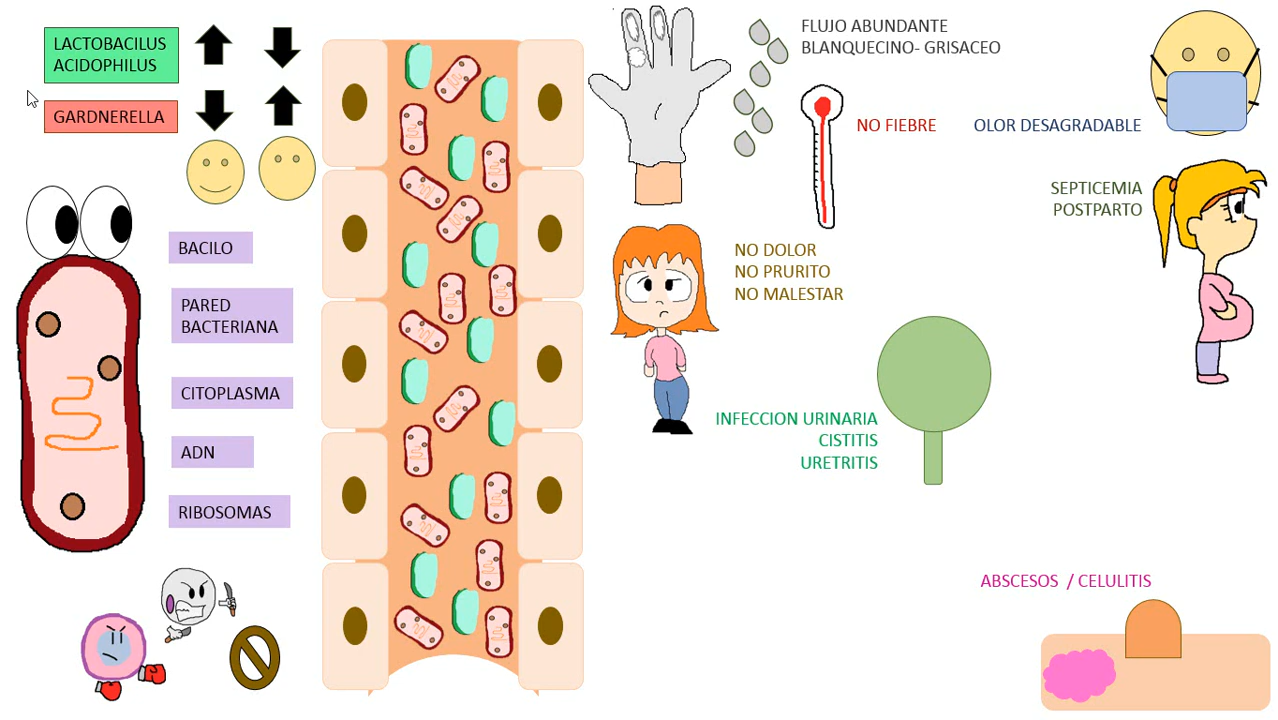 LACTOBACILUS
ACIDOPHILUS
GARDNERELLA
BACILO
PARED
BACTERIANA
CITOPLASMA
ADN
RIBOSOMAS
FLUJO ABUNDANTE
BLANQUECINO- GRISACEO
NO FIEBRE
OLOR DESAGRADABLE
SEPTICEMIA
POSTPARTO
NO DOLOR
NO PRURITO
NO MALESTAR
INFECCION URINARIA
CISTITIS
URETRITIS
ABSCESOS / CELULITIS